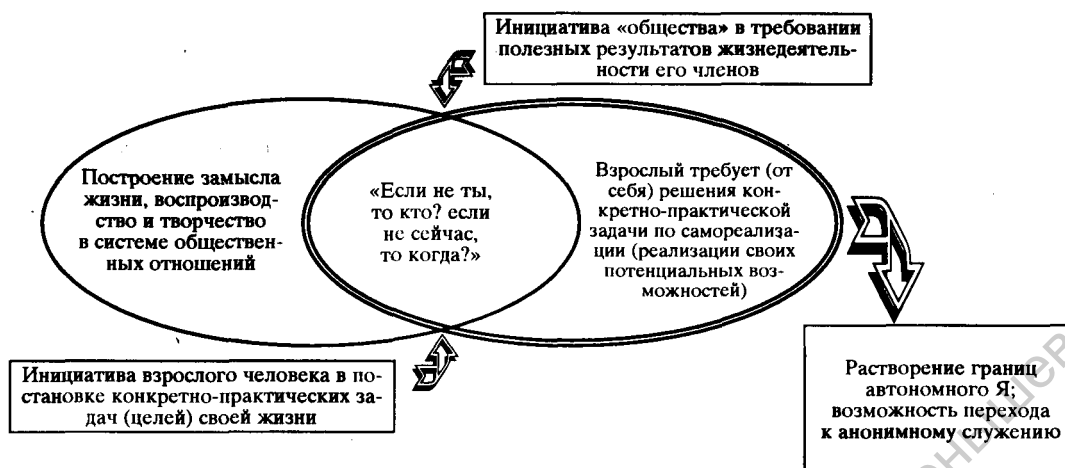 Инициатива «общества» в требовании
полезных результатов жизнедеятель-
ности его членов
Построение замысла
жизни, воспроизвод-
ство и творчество
в системе обществен-
ных отношений
«Если не ты,
то кто? если
не сейчас,
то когда?»
Взрослый требует (от
себя) решения кон-
кретно-практической
задачи по самореализа-
ции (реализации своих
потенциальных воз-
можностей)
Инициатива взрослого человека в по-
становке конкретно-практических за-
дач (целей) своей жизни
Растворение границ
автономного Я;
возможность перехода
к анонимному служению